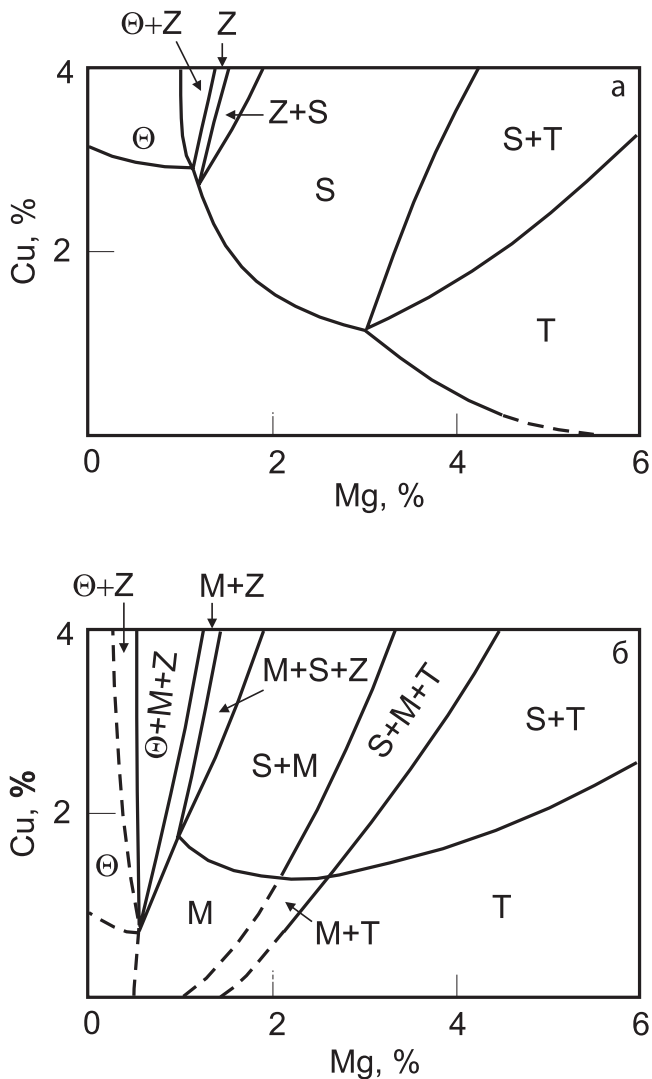 Θ+Z Z
4 а
Z+S
Θ S+T
S
Cu, %
2
T
0 2 4 6
Mg, %
Θ+Z M+Z
4 б
Θ+M+Z
M+S+Z
S+M+T
S+T
S+M
Cu, %
2
Θ
M T
M+T
0 2 4 6
Mg, %